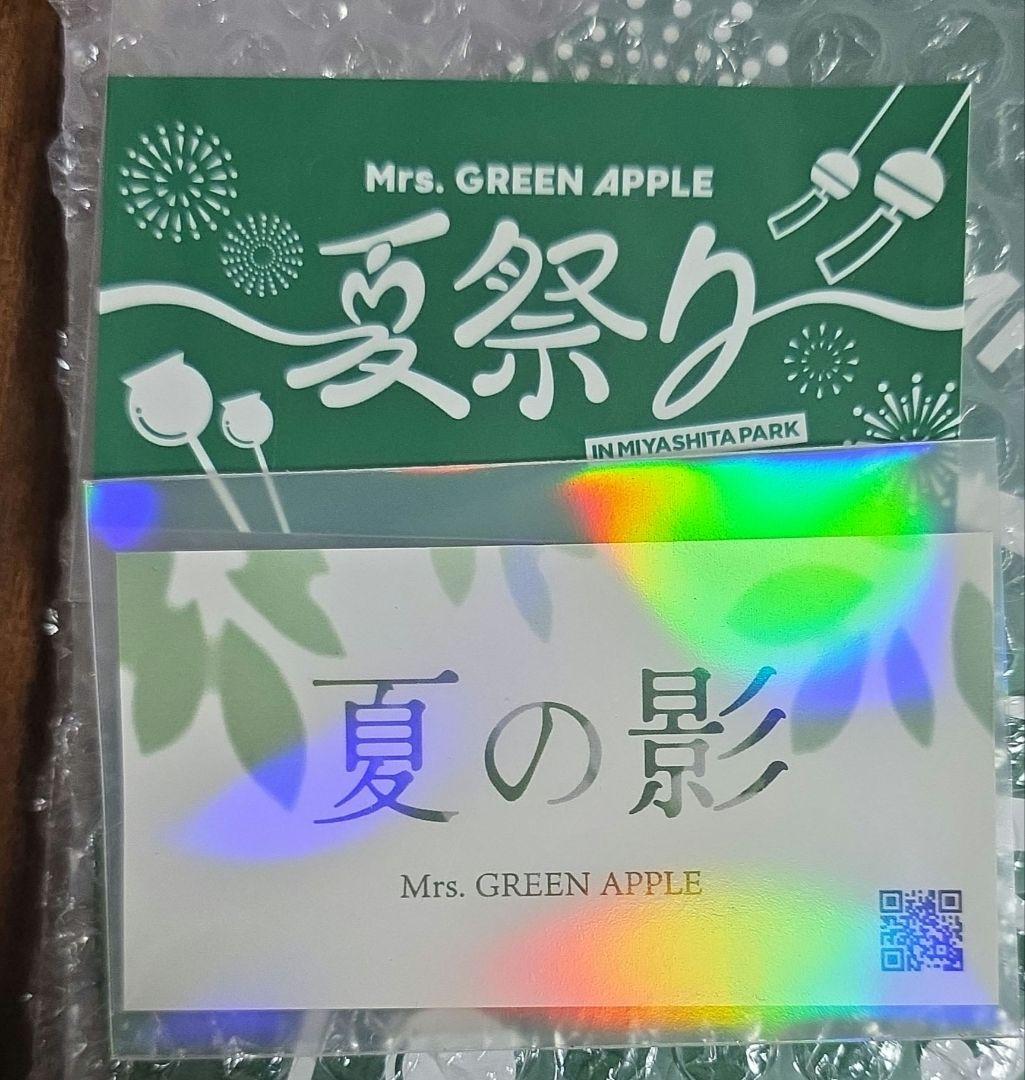 Mrs. GREEN APPLE
夏祭り
IN MIYASHITA PARK
夏の影
Mrs. GREEN APPLE